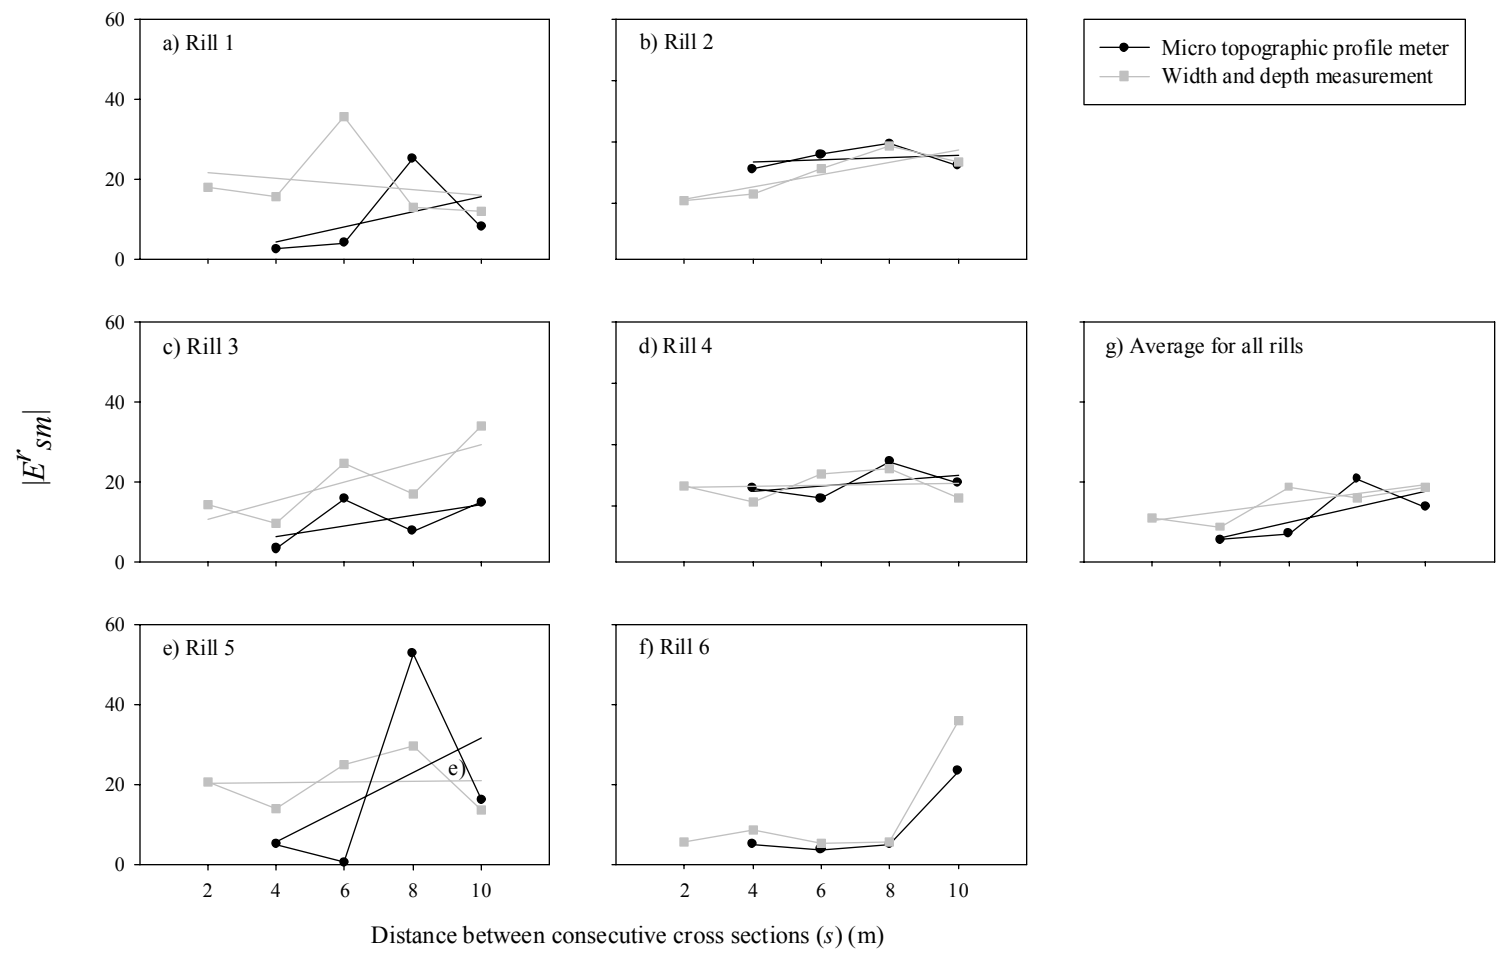 a) Rill 1
b) Rill 2
Micro topographic profile meter
Width and depth measurement
60
40
20
0
c) Rill 3
d) Rill 4
g) Average for all rills
60
40
20
0
|E^r_sm|
e) Rill 5
f) Rill 6
60
40
20
0
e)
2 4 6 8 10
2 4 6 8 10
Distance between consecutive cross sections (s) (m)